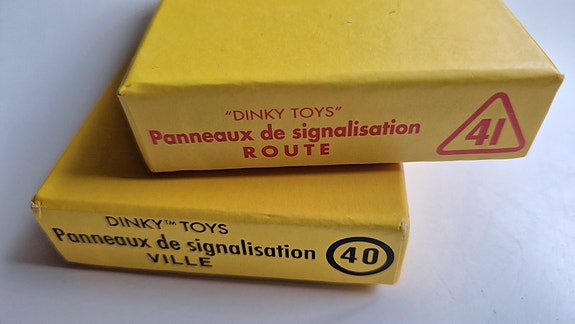 "DINKY TOYS"
Panneaux de signalisation
ROUTE
41
DINKY™ TOYS
Panneaux de signalisation
VILLE
40